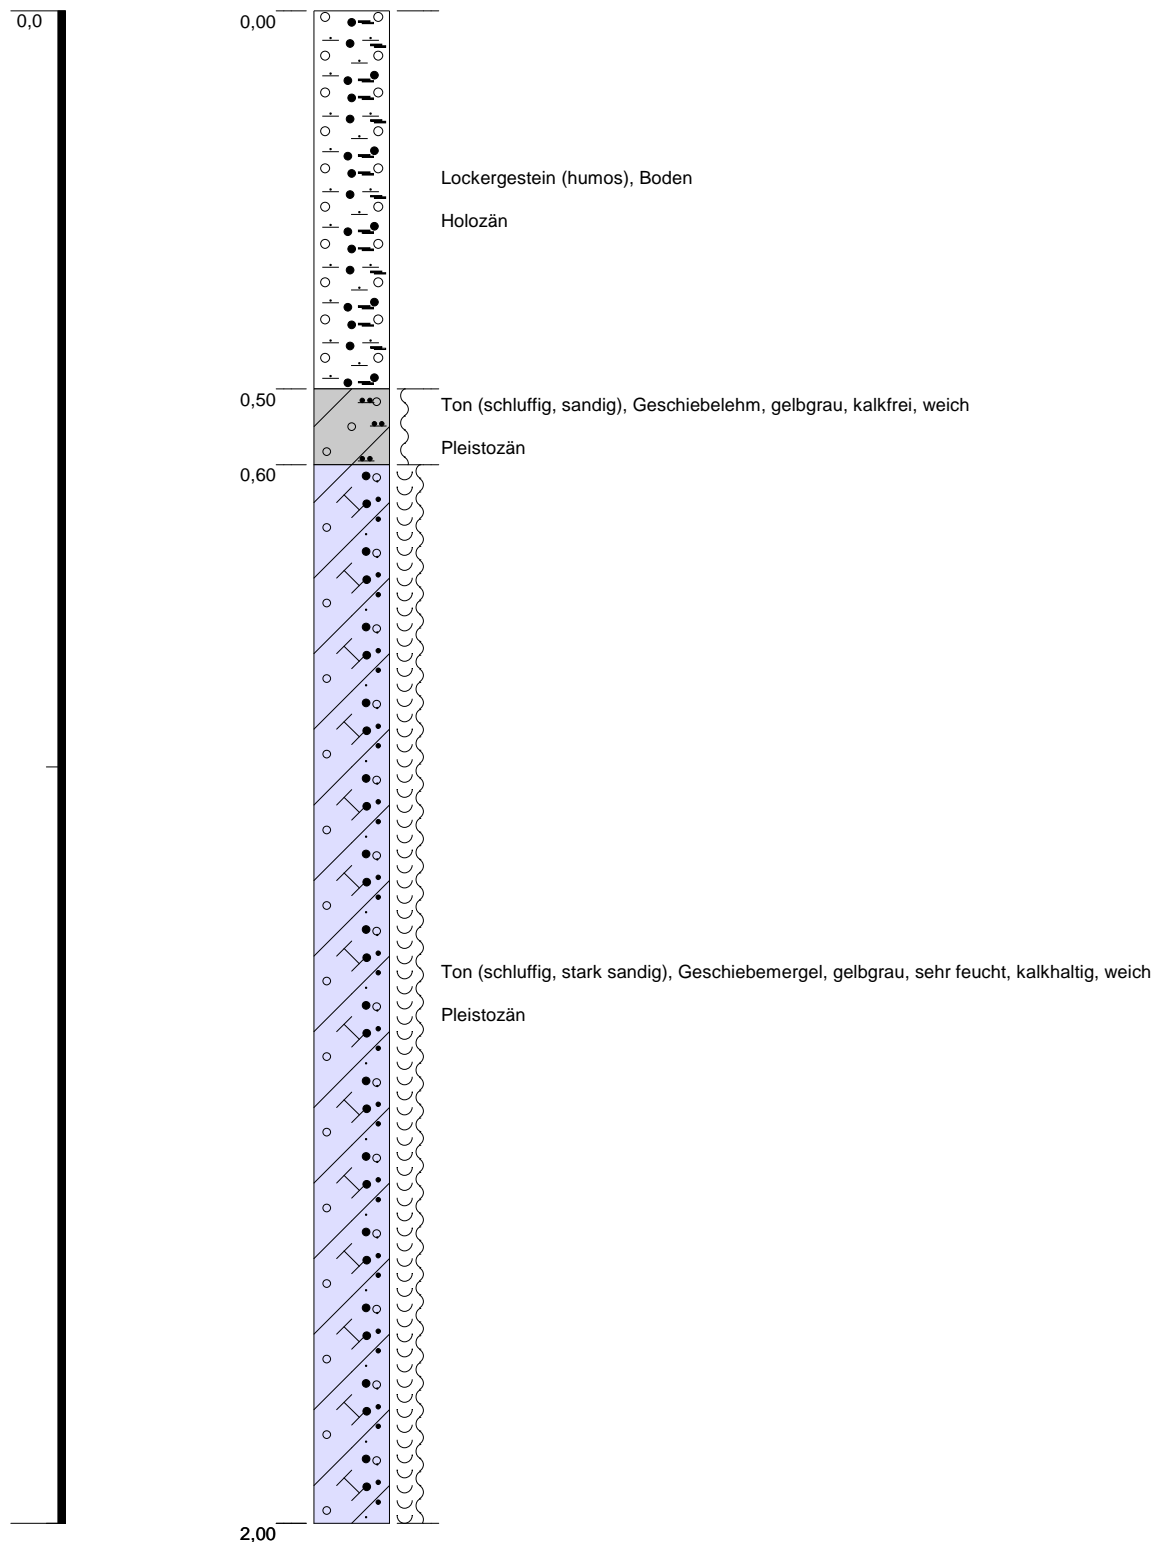 0,0
0,00
Lockergestein (humos), Boden
Holozän
0,50
Ton (schluffig, sandig), Geschiebelehm, gelbgrau, kalkfrei, weich
Pleistozän
0,60
Ton (schluffig, stark sandig), Geschiebemergel, gelbgrau, sehr feucht, kalkhaltig, weich
Pleistozän
2,00